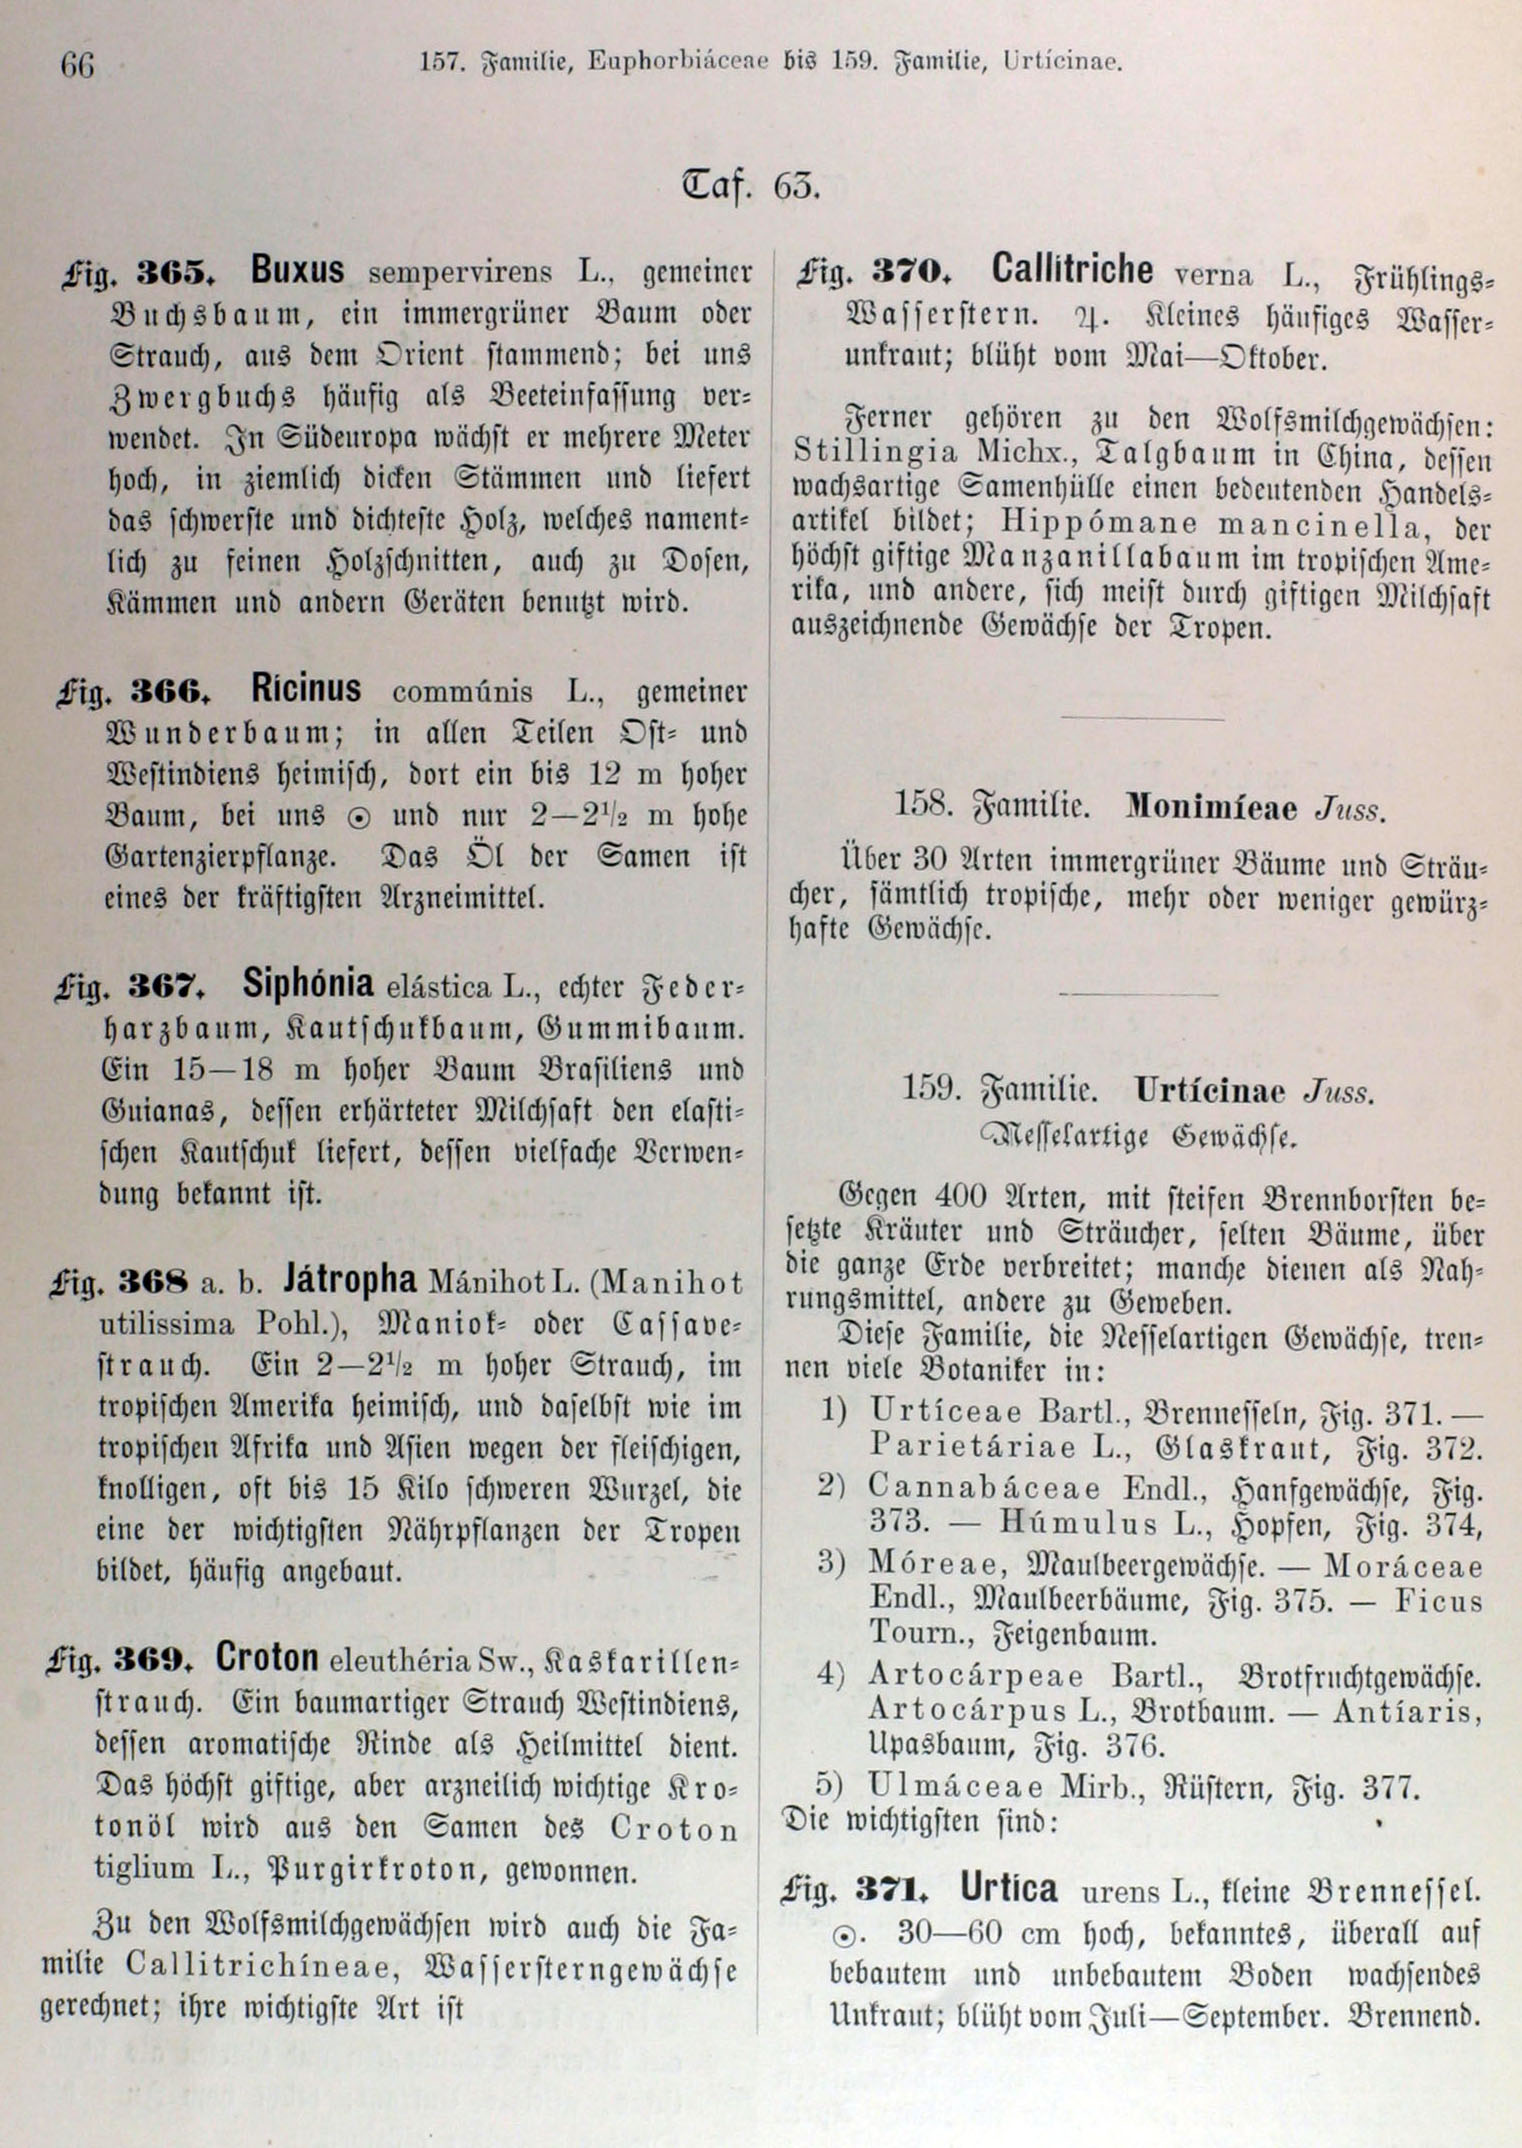 66
157. Familie, Euphorbiáceae bis 159. Familie, Urtícinae.
Taf. 63.
Fig. 365. Buxus sempervirens L., gemeiner
Buchsbaum, ein immergrüner Baum oder
Strauch, aus dem Orient stammend; bei uns
Zwergbuchs häufig als Beeteinfassung ver-
wendet. In Südeuropa wächst er mehrere Meter
hoch, in ziemlich dicken Stämmen und liefert
das schwerste und dichteste Holz, welches nament-
lich zu feinen Holzschnitten, auch zu Dosen,
Kämmen und andern Geräten benutzt wird.
Fig. 366. Rícinus commúnis L., gemeiner
Wunderbaum; in allen Teilen Ost- und
Westindiens heimisch, dort ein bis 12 m hoher
Baum, bei uns ☉ und nur 2—2½ m hohe
Gartenzierpflanze. Das Öl der Samen ist
eines der kräftigsten Arzneimittel.
Fig. 367. Siphónia elástica L., echter Feder-
harzbaum, Kautschukbaum, Gummibaum.
Ein 15—18 m hoher Baum Brasiliens und
Guianas, dessen erhärteter Milchsaft den elasti-
schen Kautschuk liefert, dessen vielfache Verwen-
dung bekannt ist.
Fig. 368 a. b. Játropha Mánihot L. (Manihot
utilissima Pohl.), Maniok- oder Cassave-
strauch. Ein 2—2½ m hoher Strauch, im
tropischen Amerika heimisch, und daselbst wie im
tropischen Afrika und Asien wegen der fleischigen,
knolligen, oft bis 15 Kilo schweren Wurzel, die
eine der wichtigsten Nährpflanzen der Tropen
bildet, häufig angebaut.
Fig. 369. Croton eleuthéria Sw., Kaskarillen-
strauch. Ein baumartiger Strauch Westindiens,
dessen aromatische Rinde als Heilmittel dient.
Das höchst giftige, aber arzneilich wichtige Kro-
tonöl wird aus den Samen des Croton
tiglium L., Purgirkroton, gewonnen.
Zu den Wolfsmilchgewächsen wird auch die Fa-
milie Callitrichíneae, Wassersterngewächse
gerechnet; ihre wichtigste Art ist
Fig. 370. Callítriche verna L., Frühlings-
Wasserstern. ♃. Kleines häufiges Wasser-
unkraut; blüht vom Mai—Oktober.
Ferner gehören zu den Wolfsmilchgewächsen:
Stillingia Michx., Talgbaum in China, dessen
wachsartige Samenhülle einen bedeutenden Handels-
artikel bildet; Hippómane mancinella, der
höchst giftige Manzanillabaum im tropischen Ame-
rika, und andere, sich meist durch giftigen Milchsaft
auszeichnende Gewächse der Tropen.
158. Familie. Monimíeae Juss.
Über 30 Arten immergrüner Bäume und Sträu-
cher, sämtlich tropische, mehr oder weniger gewürz-
hafte Gewächse.
159. Familie. Urtícinae Juss.
Nesselartige Gewächse.
Gegen 400 Arten, mit steifen Brennborsten be-
setzte Kräuter und Sträucher, selten Bäume, über
die ganze Erde verbreitet; manche dienen als Nah-
rungsmittel, andere zu Geweben.
Diese Familie, die Nesselartigen Gewächse, tren-
nen viele Botaniker in:
1) Urtíceae Bartl., Brennesseln, Fig. 371. —
Parietáriae L., Glaskraut, Fig. 372.
2) Cannabáceae Endl., Hanfgewächse, Fig.
373. — Húmulus L., Hopfen, Fig. 374,
3) Móreae, Maulbeergewächse. — Moráceae
Endl., Maulbeerbäume, Fig. 375. — Ficus
Tourn., Feigenbaum.
4) Artocárpeae Bartl., Brotfruchtgewächse.
Artocárpus L., Brotbaum. — Antíaris,
Upasbaum, Fig. 376.
5) Ulmáceae Mirb., Rüstern, Fig. 377.
Die wichtigsten sind:
Fig. 371. Urtica urens L., kleine Brennessel.
☉. 30—60 cm hoch, bekanntes, überall auf
bebautem und unbebautem Boden wachsendes
Unkraut; blüht vom Juli—September. Brennend.